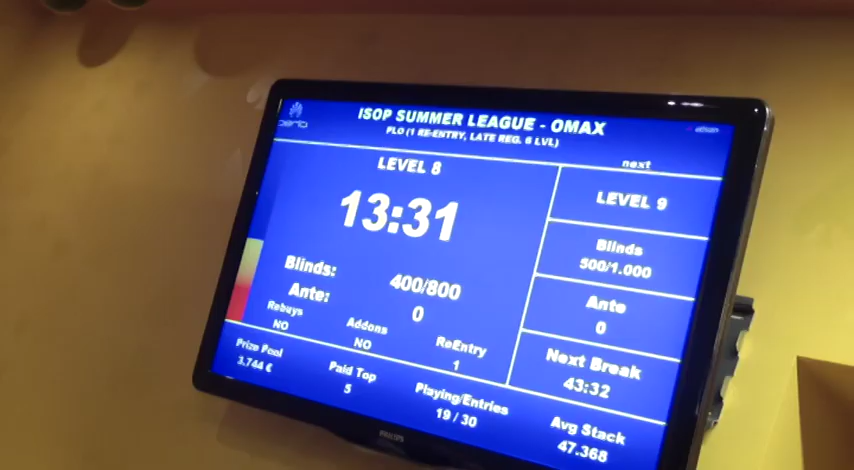 ISOP SUMMER LEAGUE - OMAX
PLO (1 RE-ENTRY, LATE REG. 8 LVL)
LEVEL 8
13:31
Blinds: 400/800
Ante: 0
Rebuys
NO
Addons
NO
ReEntry
1
next
LEVEL 9
Blinds
500/1.000
Ante
0
Next Break
43:32
Prize Pool
3.744 €
Paid Top
5
Playing/Entries
19 / 30
Avg Stack
47.368
PHILIPS